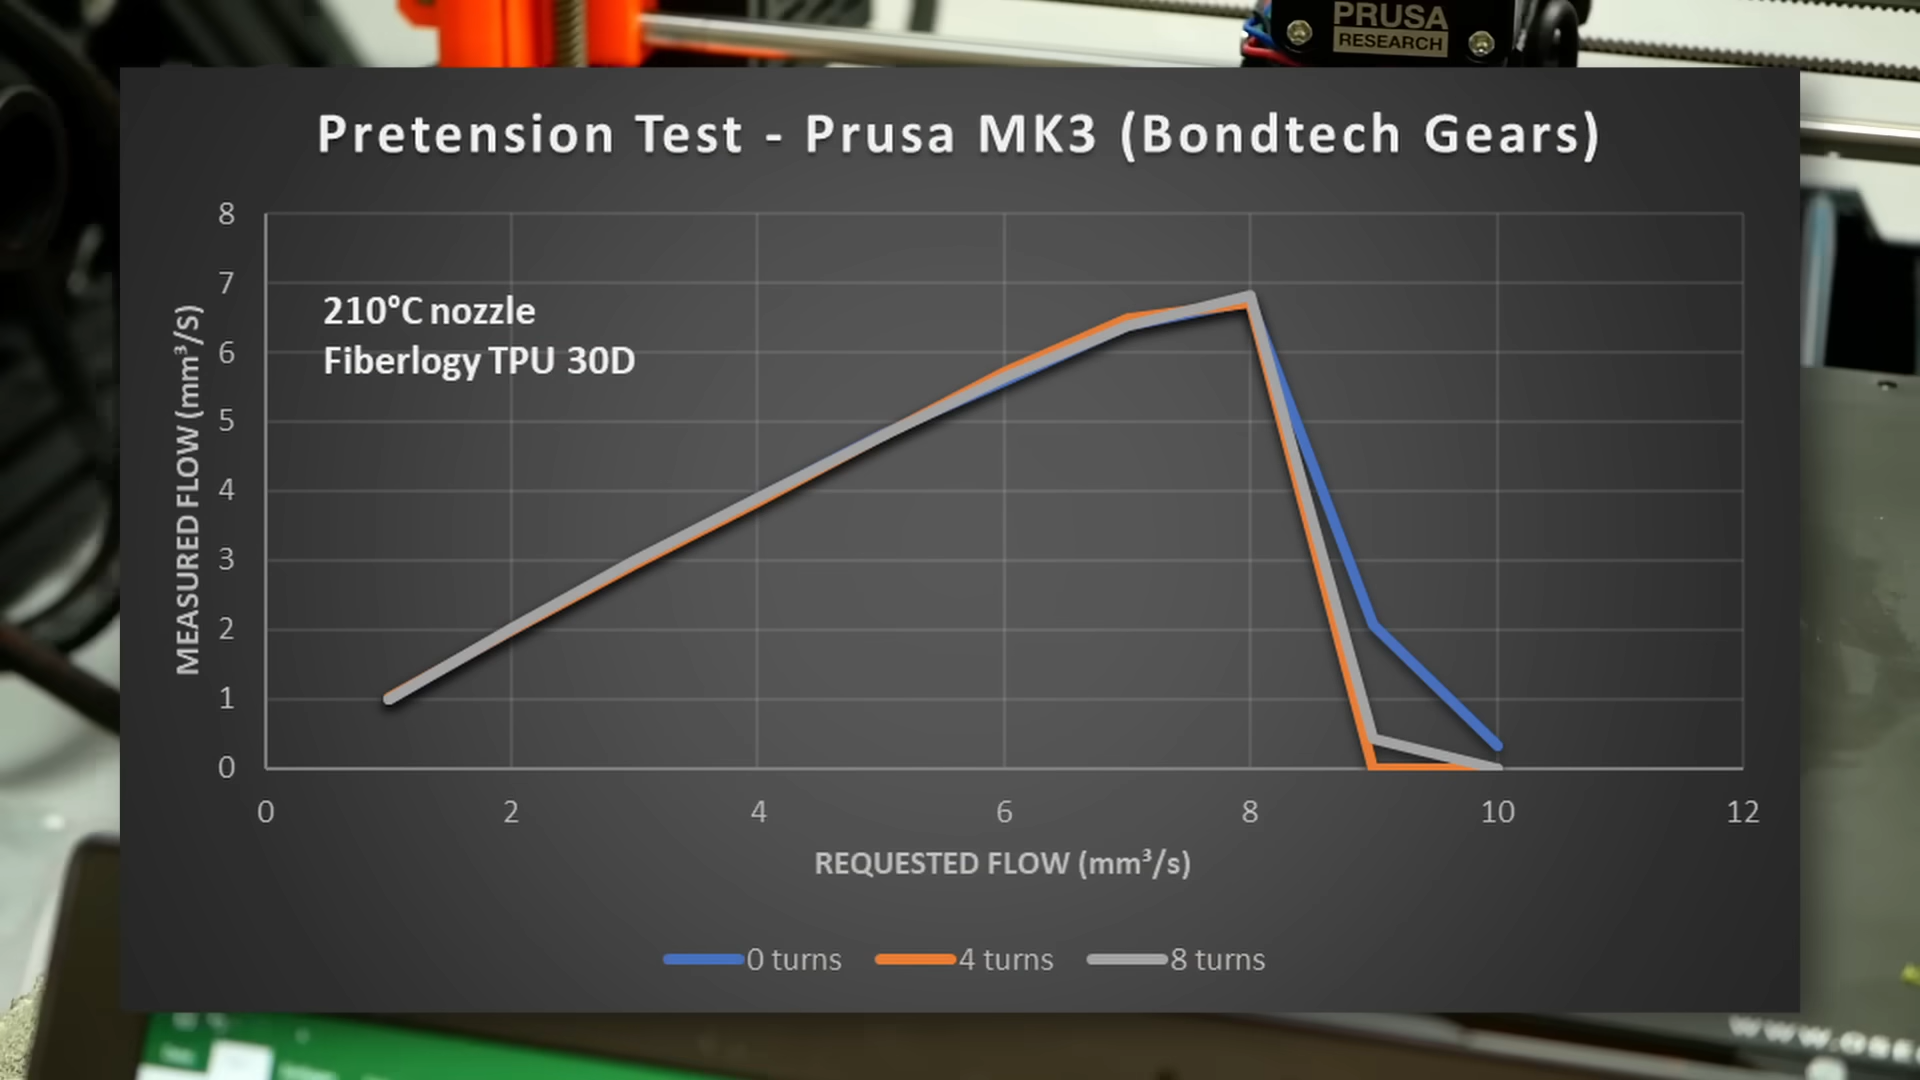 PRUSA
RESEARCH
Pretension Test - Prusa MK3 (Bondtech Gears)
210°C nozzle
Fiberlogy TPU 30D
MEASURED FLOW (mm³/S)
8
7
6
5
4
3
2
1
0
0 2 4 6 8 10 12
REQUESTED FLOW (mm³/s)
0 turns 4 turns 8 turns